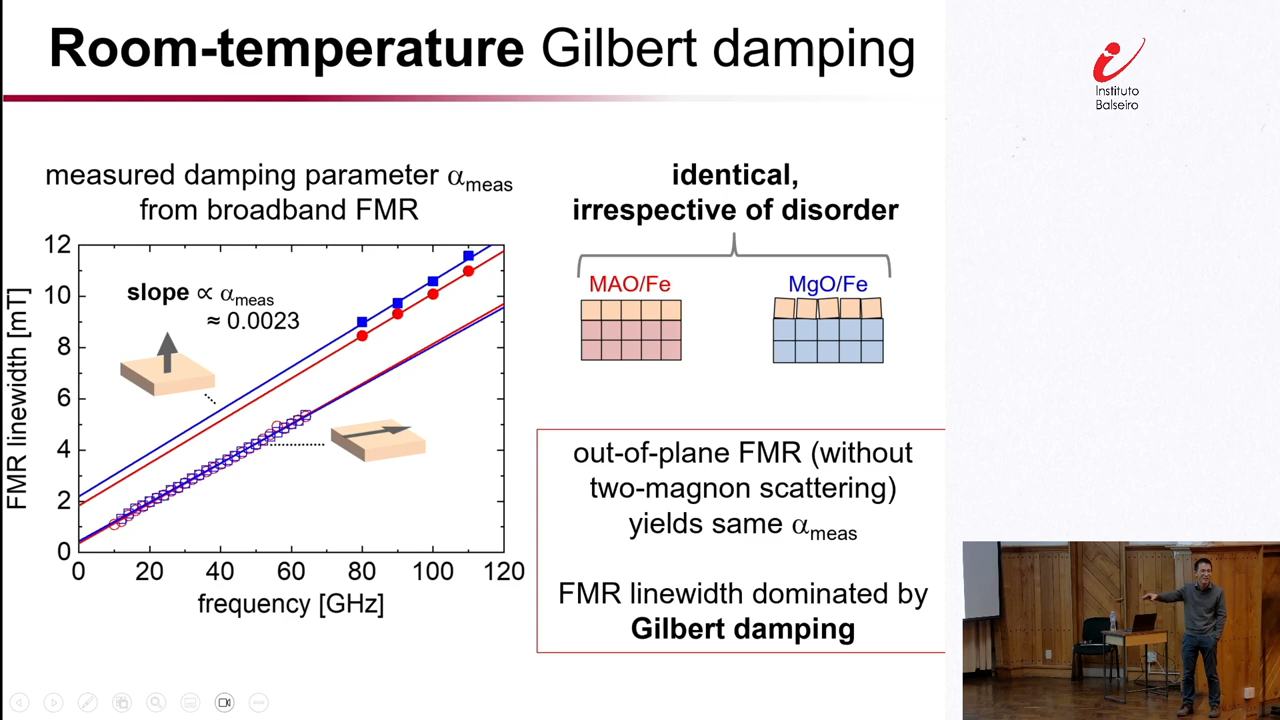 Room-temperature Gilbert damping
Instituto
Balseiro
measured damping parameter αmeas
from broadband FMR
identical,
irrespective of disorder
MAO/Fe
MgO/Fe
12
10
8
6
4
2
0
FMR linewidth [mT]
slope ∝ αmeas
≈ 0.0023
0 20 40 60 80 100 120
frequency [GHz]
out-of-plane FMR (without
two-magnon scattering)
yields same αmeas
FMR linewidth dominated by
Gilbert damping